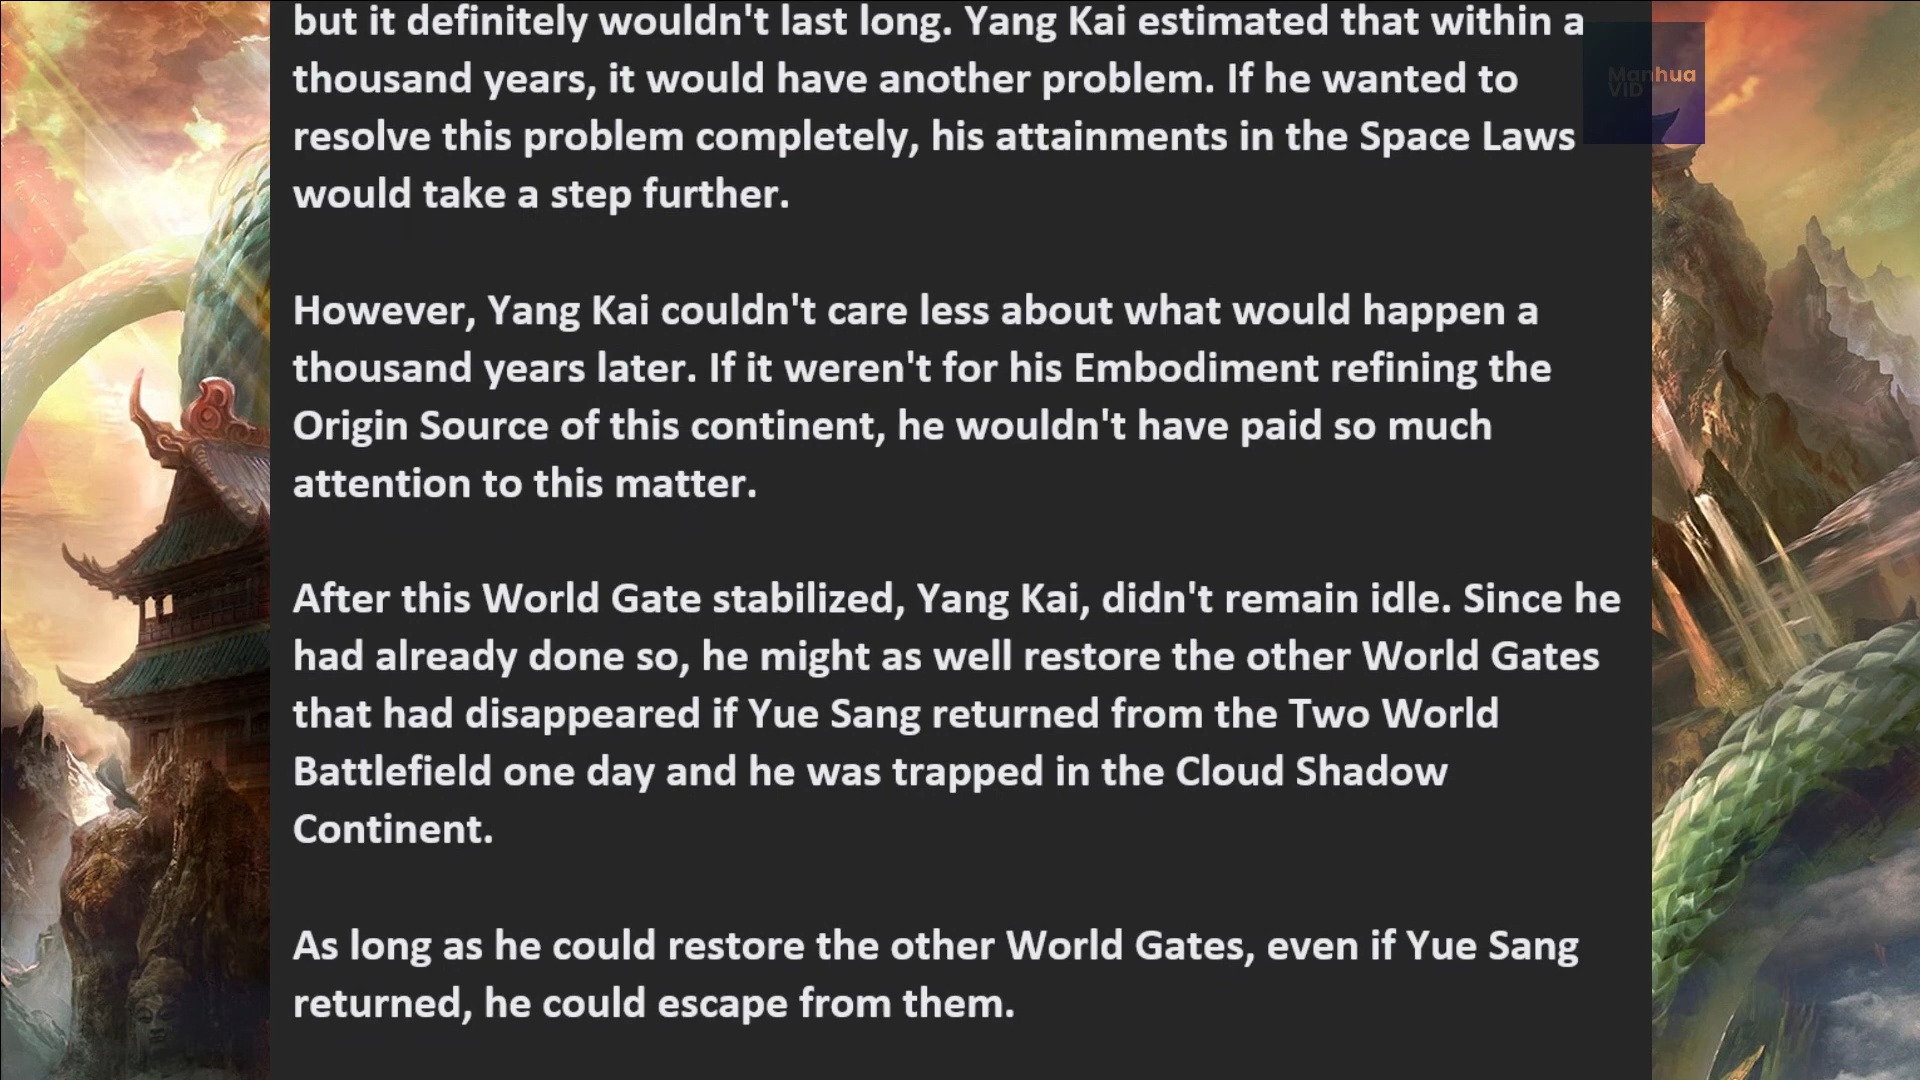 but it definitely wouldn't last long. Yang Kai estimated that within a
thousand years, it would have another problem. If he wanted to
resolve this problem completely, his attainments in the Space Laws
would take a step further.
However, Yang Kai couldn't care less about what would happen a
thousand years later. If it weren't for his Embodiment refining the
Origin Source of this continent, he wouldn't have paid so much
attention to this matter.
After this World Gate stabilized, Yang Kai, didn't remain idle. Since he
had already done so, he might as well restore the other World Gates
that had disappeared if Yue Sang returned from the Two World
Battlefield one day and he was trapped in the Cloud Shadow
Continent.
As long as he could restore the other World Gates, even if Yue Sang
returned, he could escape from them.
Manhua
ViD